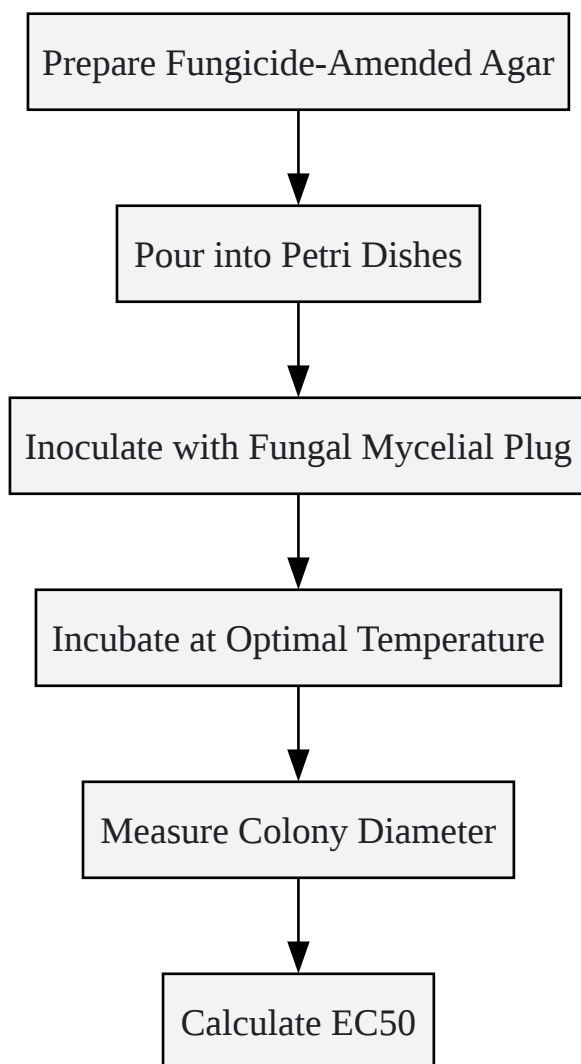 Prepare Fungicide-Amended Agar
Pour into Petri Dishes
Inoculate with Fungal Mycelial Plug
Incubate at Optimal Temperature
Measure Colony Diameter
Calculate EC50